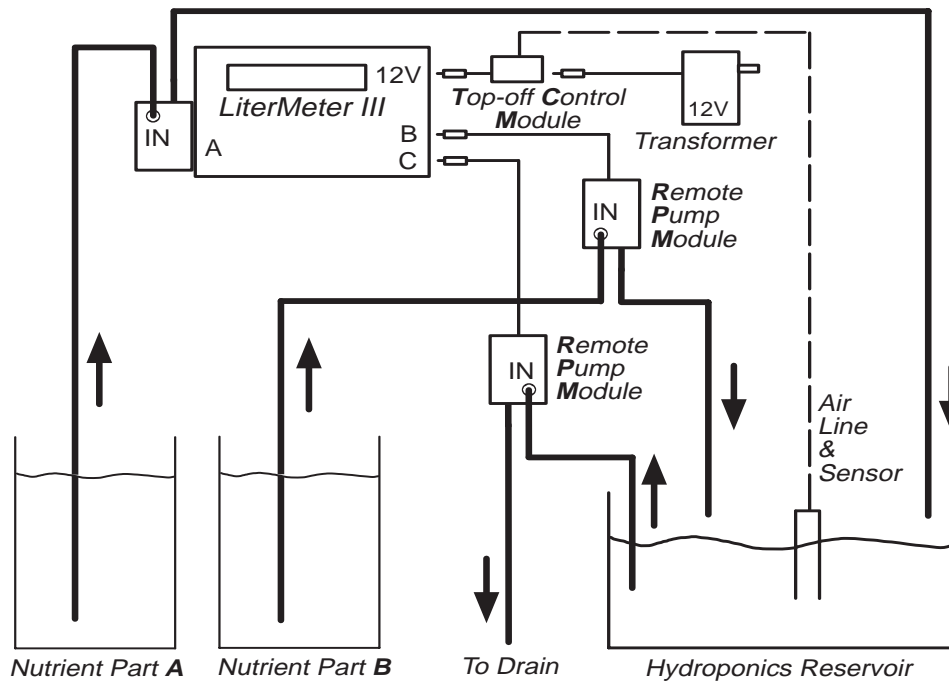 12V
LiterMeter III
IN
A
B
C
Top-off Control
Module
12V
Transformer
IN
Remote
Pump
Module
IN
Remote
Pump
Module
Air
Line
&
Sensor
Nutrient Part A
Nutrient Part B
To Drain
Hydroponics Reservoir